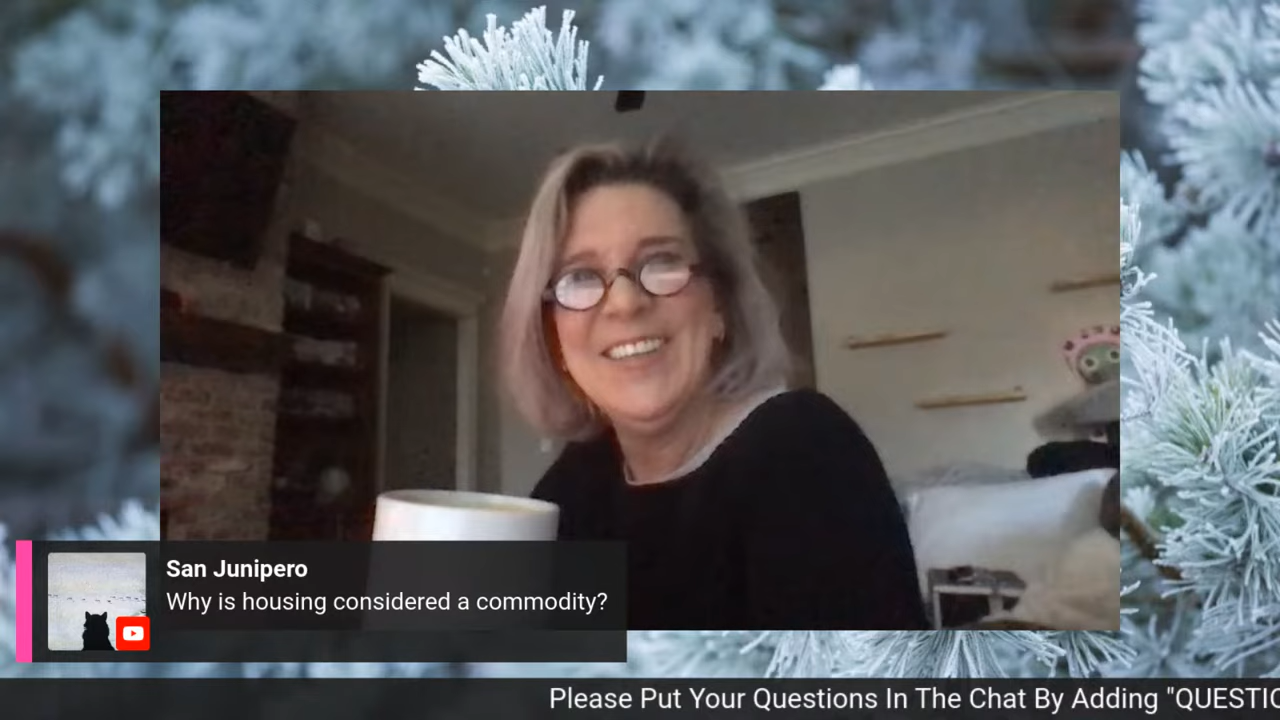 San Junipero
Why is housing considered a commodity?
Please Put Your Questions In The Chat By Adding "QUESTIO